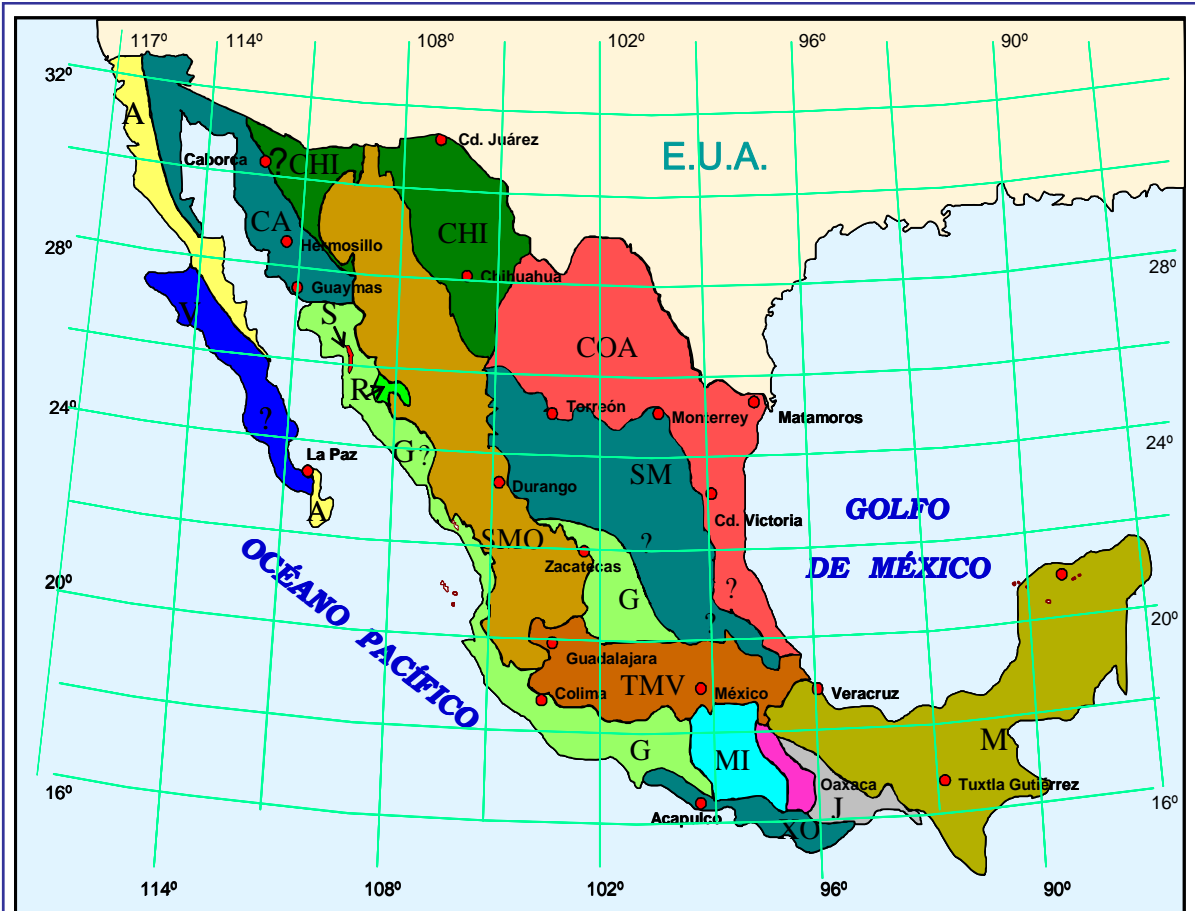 117º 114º 108º 102º 96º 90º
32º
A
Cd. Juárez
E.U.A.
Caborca
? CHI
CA
CHI
Hermosillo
28º
28º
Chihuahua
Guaymas
V
S
COA
R
24º
Torreón
Monterrey
Matamoros
?
24º
G?
La Paz
SM
Durango
A
Cd. Victoria
GOLFO
SMO
?
DE MÉXICO
Zacatecas
OCÉANO PACÍFICO
20º
G
?
?
20º
Guadalajara
TMV
México
Colima
Veracruz
G
MI
M
16º
Oaxaca
Tuxtla Gutiérrez
J
16º
Acapulco
XO
114º 108º 102º 96º 90º